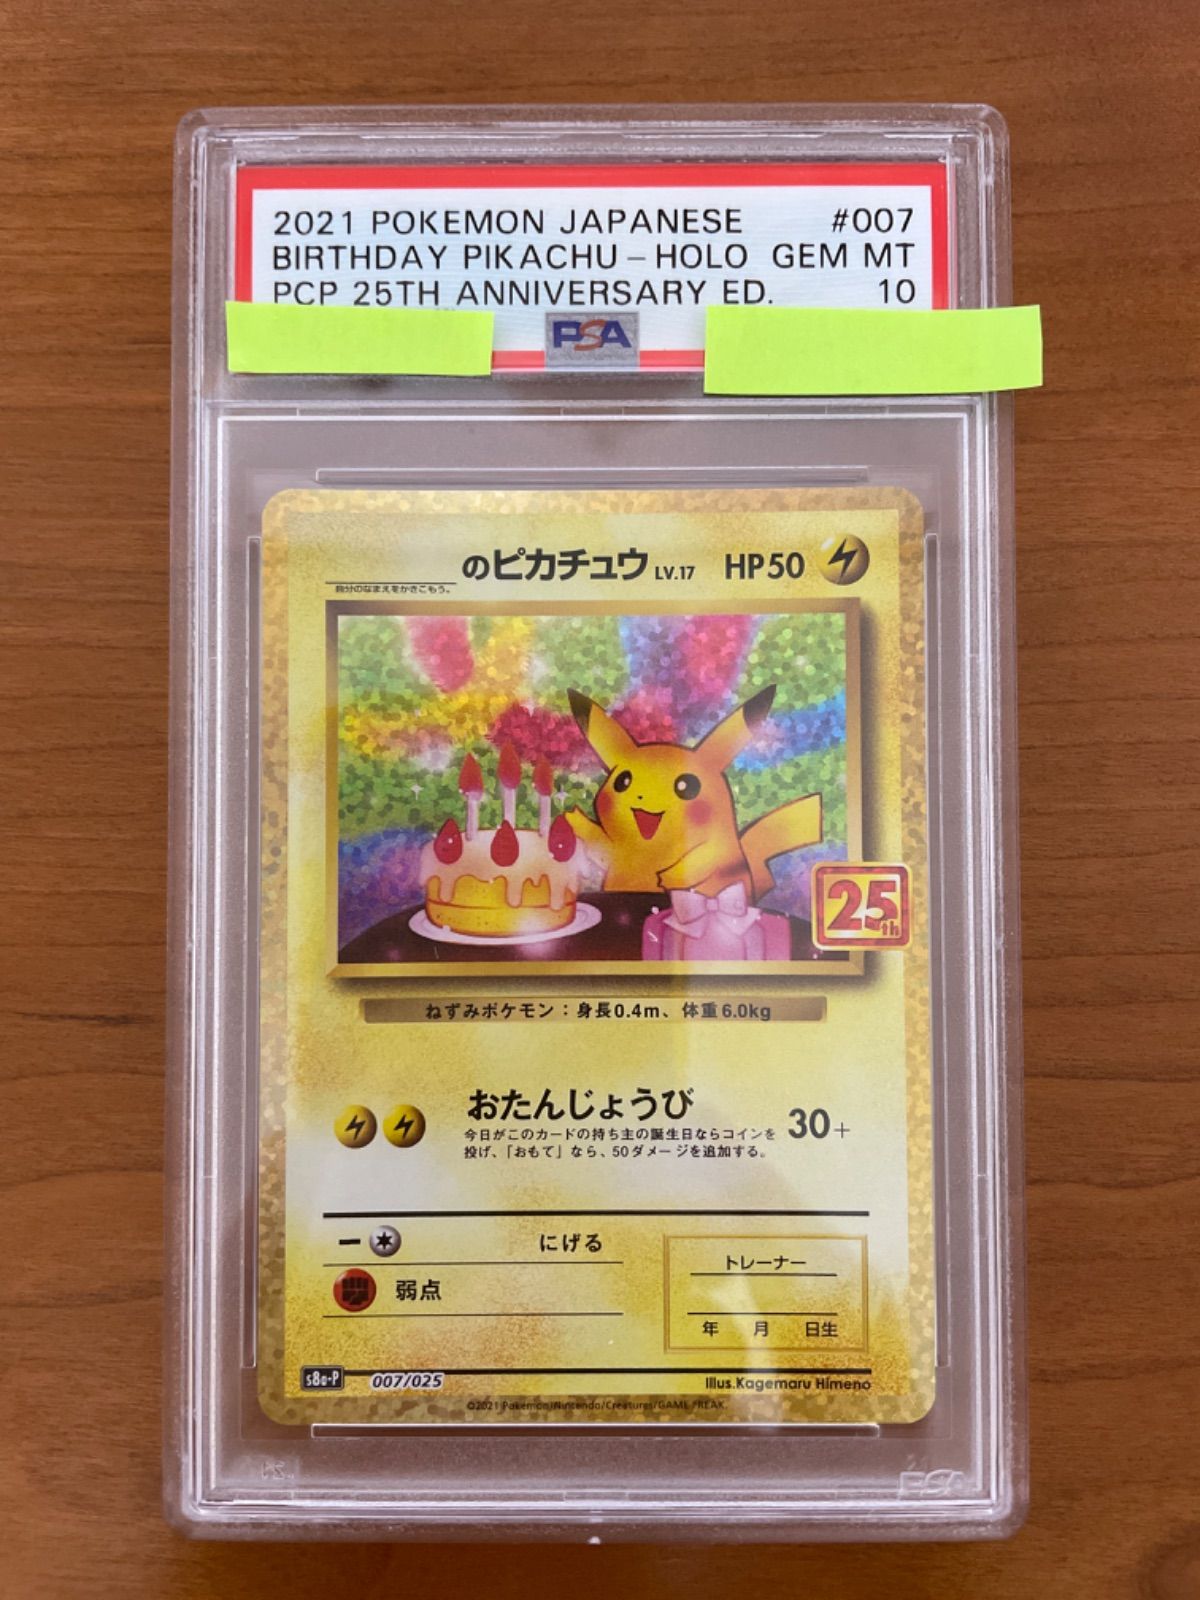 2021 POKEMON JAPANESE #007
BIRTHDAY PIKACHU-HOLO GEM MT
PCP 25TH ANNIVERSARY ED. 10
PSA
のピカチュウ LV.17 HP50
自分のなまえをかきこもう。
25th
ねずみポケモン：身長0.4m、体重6.0kg
おたんじょうび 30+
今日がこのカードの持ち主の誕生日ならコインを
投げ、「おもて」なら、50ダメージを追加する。
にげる
弱点
トレーナー
年 月 日生
s8a-P 007/025 Illus.Kagemaru Himeno
©2021 Pokémon/Nintendo/Creatures/GAME FREAK.
PSA